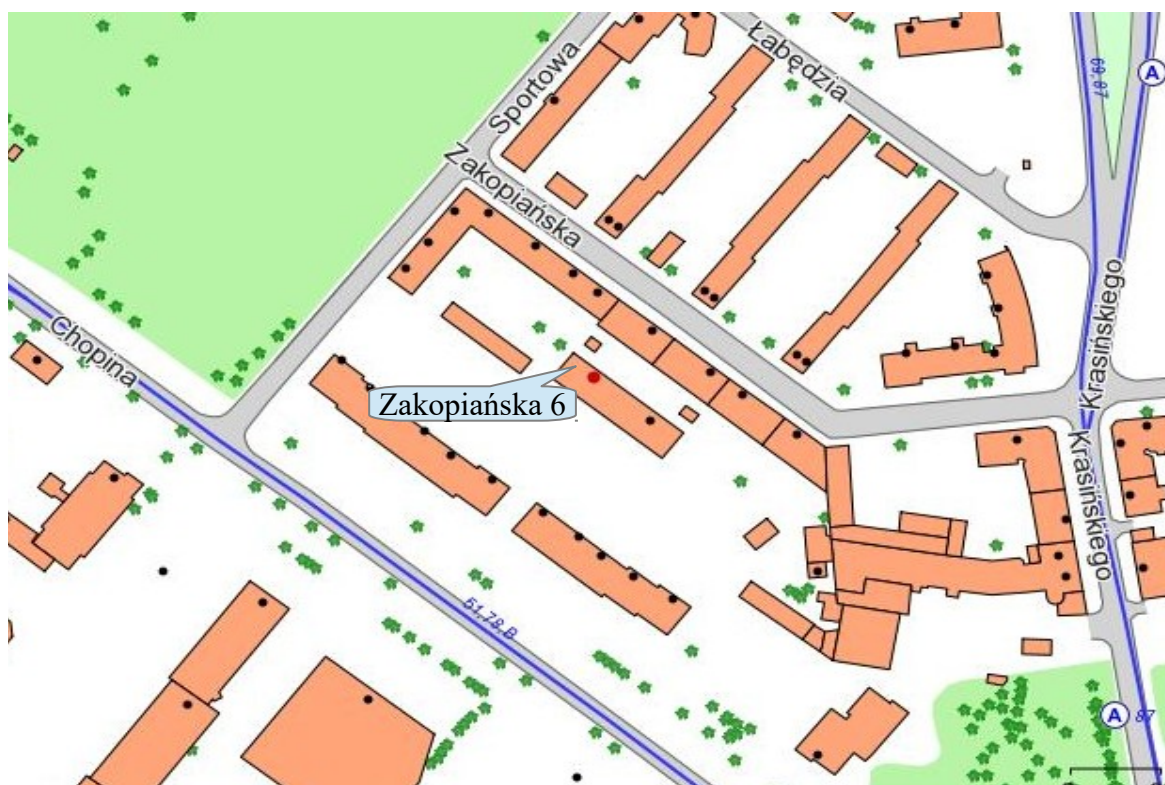 Łabędzia
69,87
A
Sportowa
Zakopiańska
Krasińskiego
Chopina
Zakopiańska 6
Krasińskiego
51,78,B
A 87